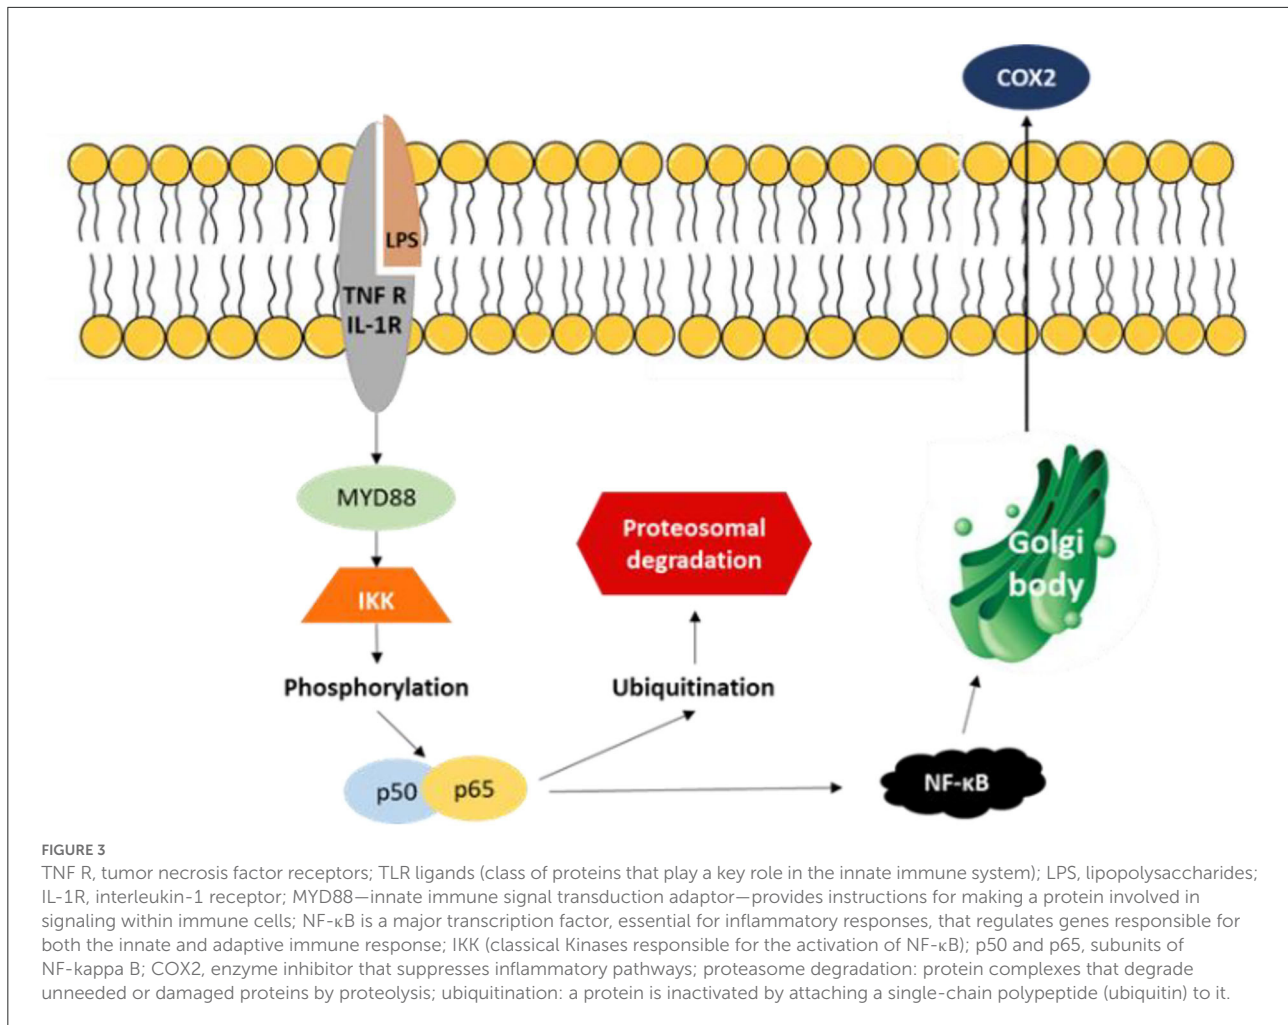 COX2
LPS
TNF R
IL-1R
MYD88
Proteosomal
degradation
IKK
Golgi
body
Phosphorylation
Ubiquitination
p50
p65
NF-κB
FIGURE 3
TNF R, tumor necrosis factor receptors; TLR ligands (class of proteins that play a key role in the innate immune system); LPS, lipopolysaccharides;
IL-1R, interleukin-1 receptor; MYD88—innate immune signal transduction adaptor—provides instructions for making a protein involved in
signaling within immune cells; NF-κB is a major transcription factor, essential for inflammatory responses, that regulates genes responsible for
both the innate and adaptive immune response; IKK (classical Kinases responsible for the activation of NF-κB); p50 and p65, subunits of
NF-kappa B; COX2, enzyme inhibitor that suppresses inflammatory pathways; proteasome degradation: protein complexes that degrade
unneeded or damaged proteins by proteolysis; ubiquitination: a protein is inactivated by attaching a single-chain polypeptide (ubiquitin) to it.